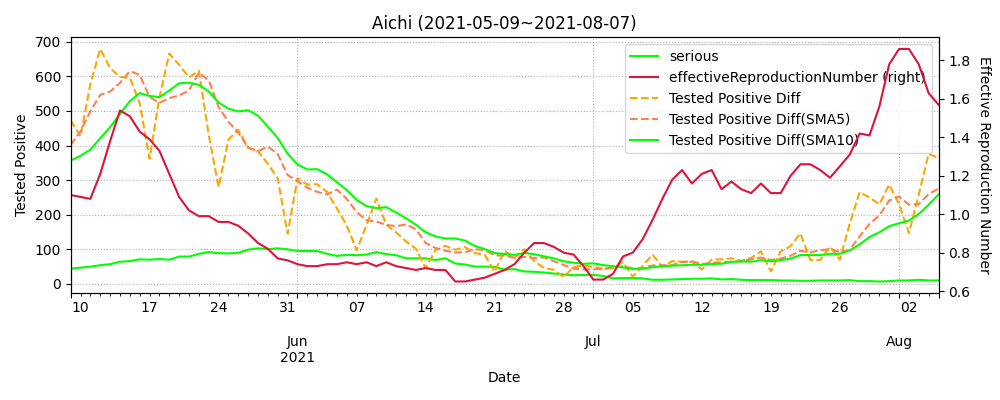 Aichi (2021-05-09~2021-08-07)
700
600
500
400
300
200
100
0
Tested Positive
serious
effectiveReproductionNumber (right)
Tested Positive Diff
Tested Positive Diff(SMA5)
Tested Positive Diff(SMA10)
1.8
1.6
1.4
1.2
1.0
0.8
0.6
Effective Reproduction Number
10 17 24 31 07 14 21 28 05 12 19 26 02
Jun Jul Aug
2021
Date